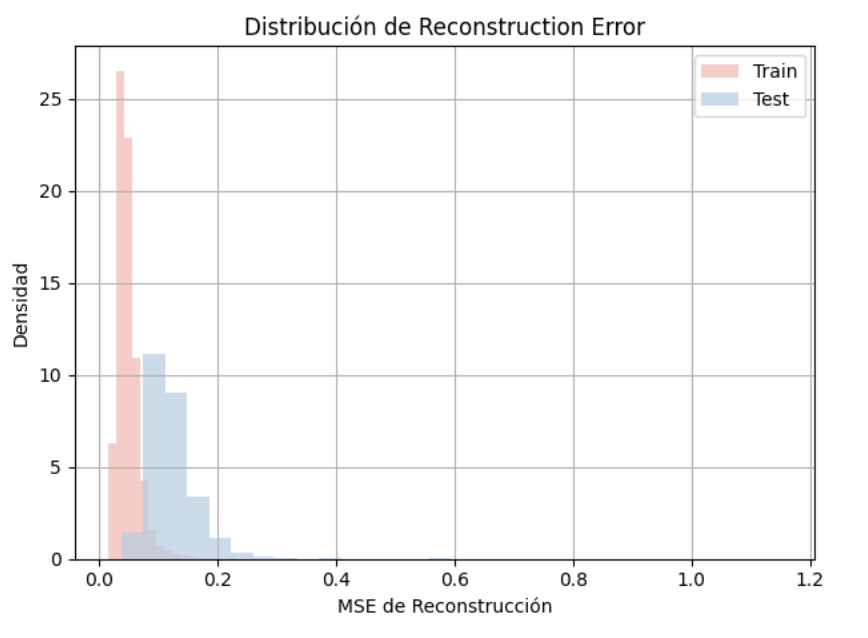 Distribución de Reconstruction Error
Train
Test
25
20
15
10
5
0
Densidad
0.0
0.2
0.4
0.6
0.8
1.0
1.2
MSE de Reconstrucción